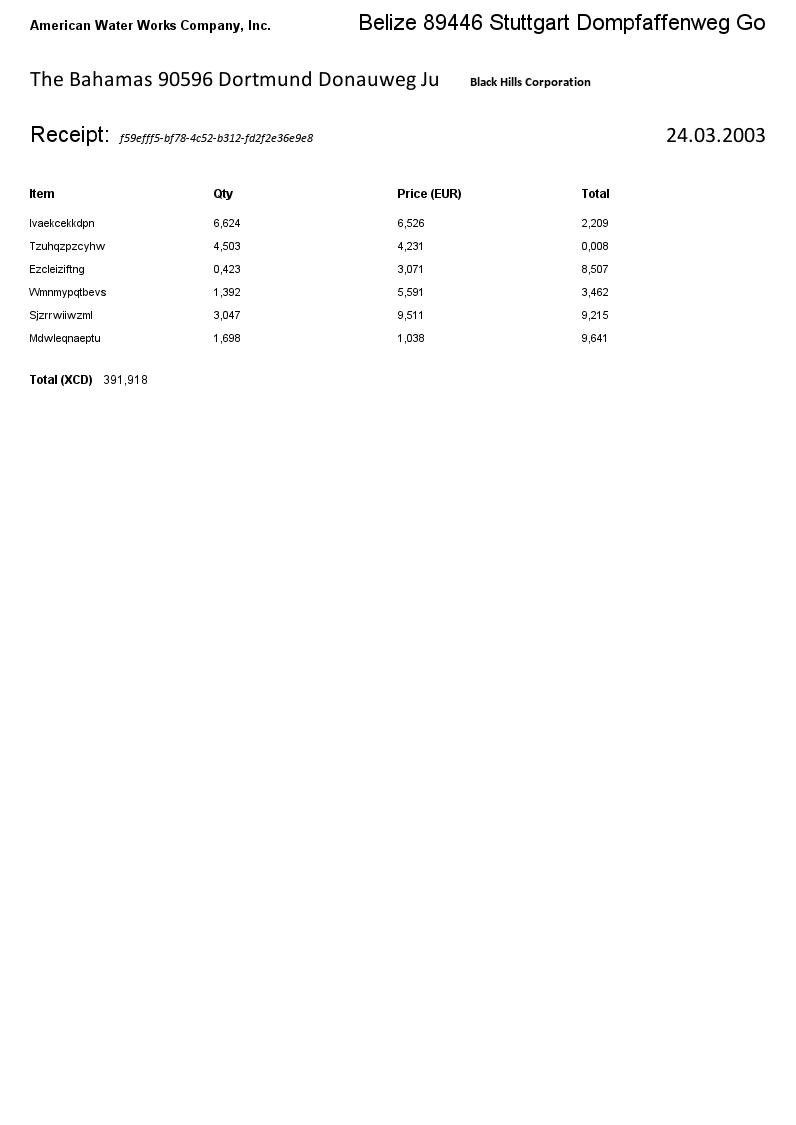 American Water Works Company, Inc. Belize 89446 Stuttgart Dompfaffenweg Go
The Bahamas 90596 Dortmund Donauweg Ju Black Hills Corporation
Receipt: f59efff5-bf78-4c52-b312-fd2f2e36e9e8 24.03.2003
Item Qty Price (EUR) Total
Ivaekcekkdpn 6,624 6,526 2,209
Tzuhqzpzcyhw 4,503 4,231 0,008
Ezcleiziftng 0,423 3,071 8,507
Wmnmypqtbevs 1,392 5,591 3,462
Sjzrrwiiwzml 3,047 9,511 9,215
Mdwleqnaeptu 1,698 1,038 9,641
Total (XCD) 391,918